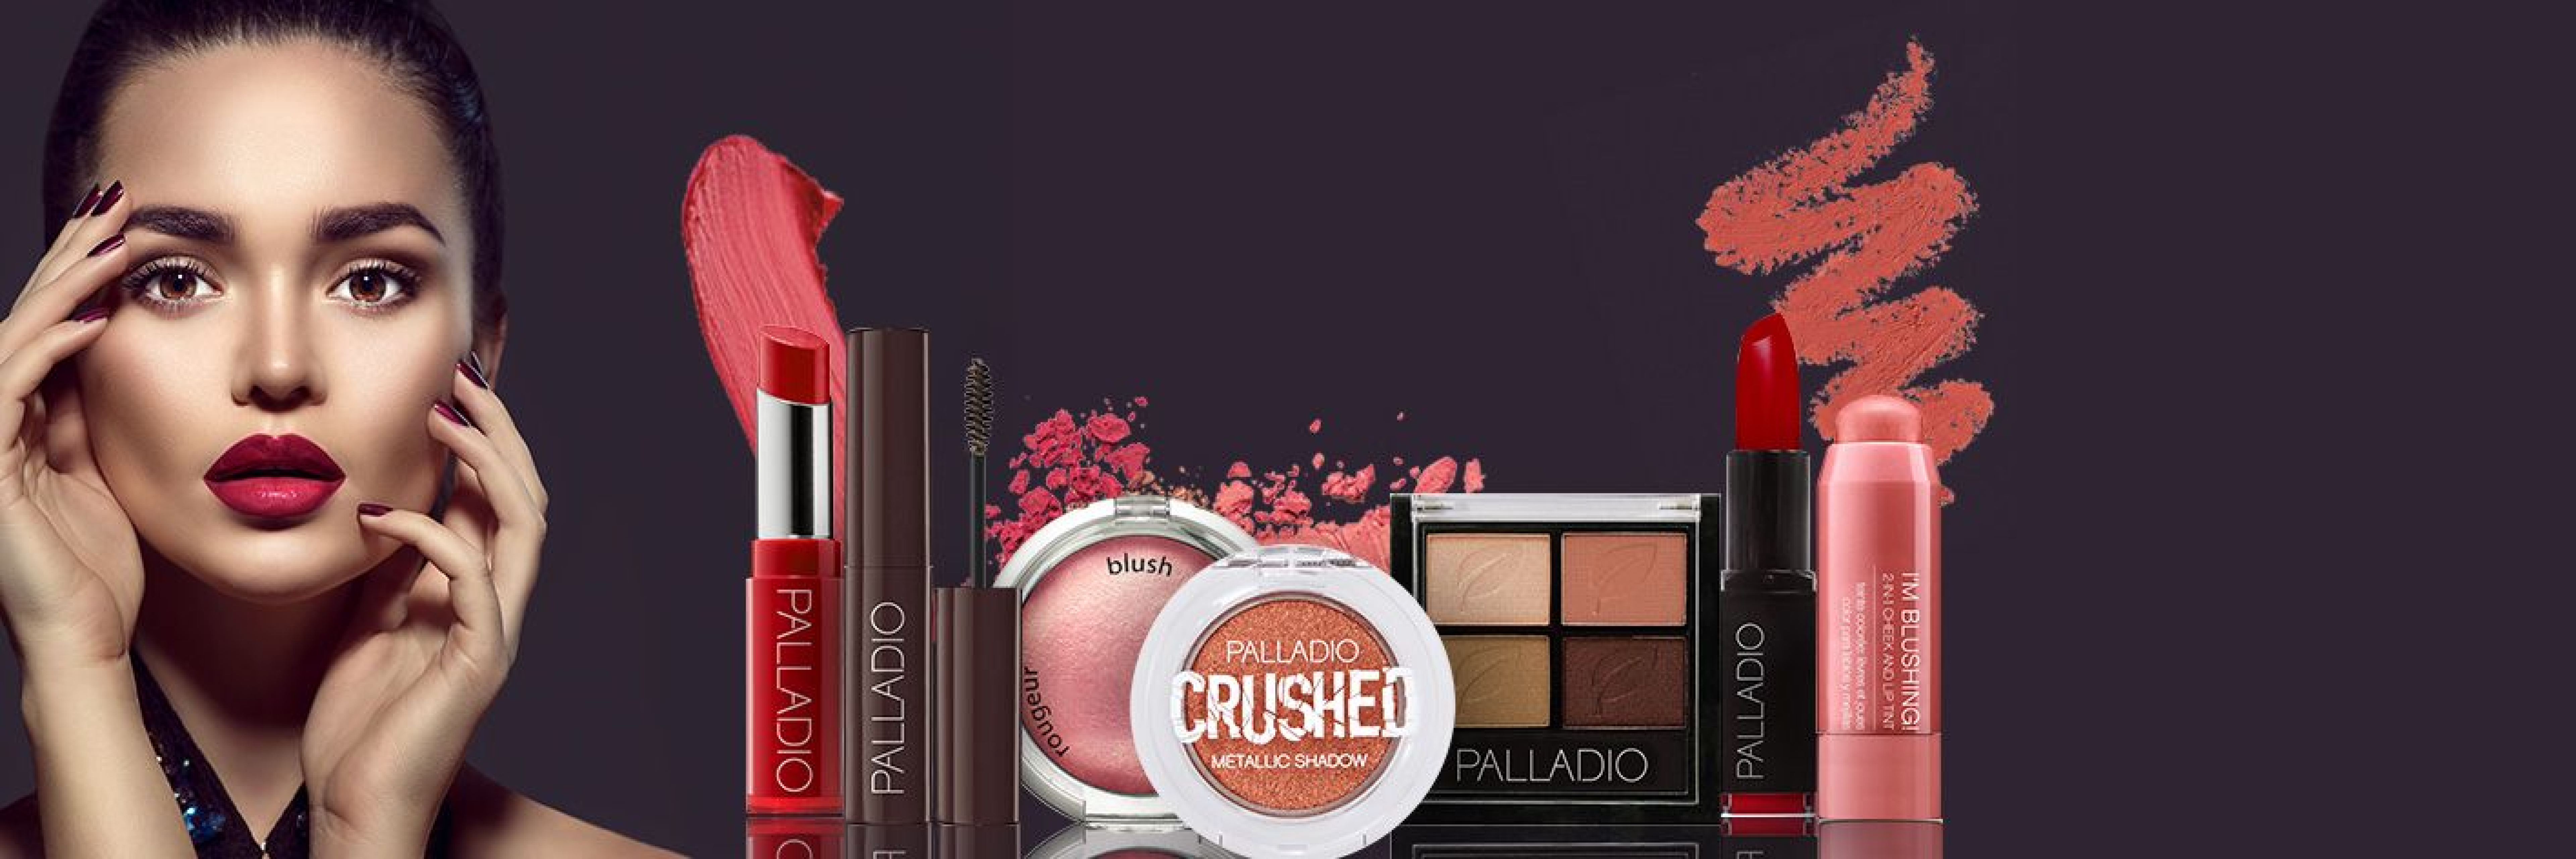 PALLADIO
PALLADIO
blush
rougeur
PALLADIO
CRUSHED
METALLIC SHADOW
PALLADIO
PALLADIO
I'M BLUSHING!
2-IN-1 CHEEK AND LIP TINT